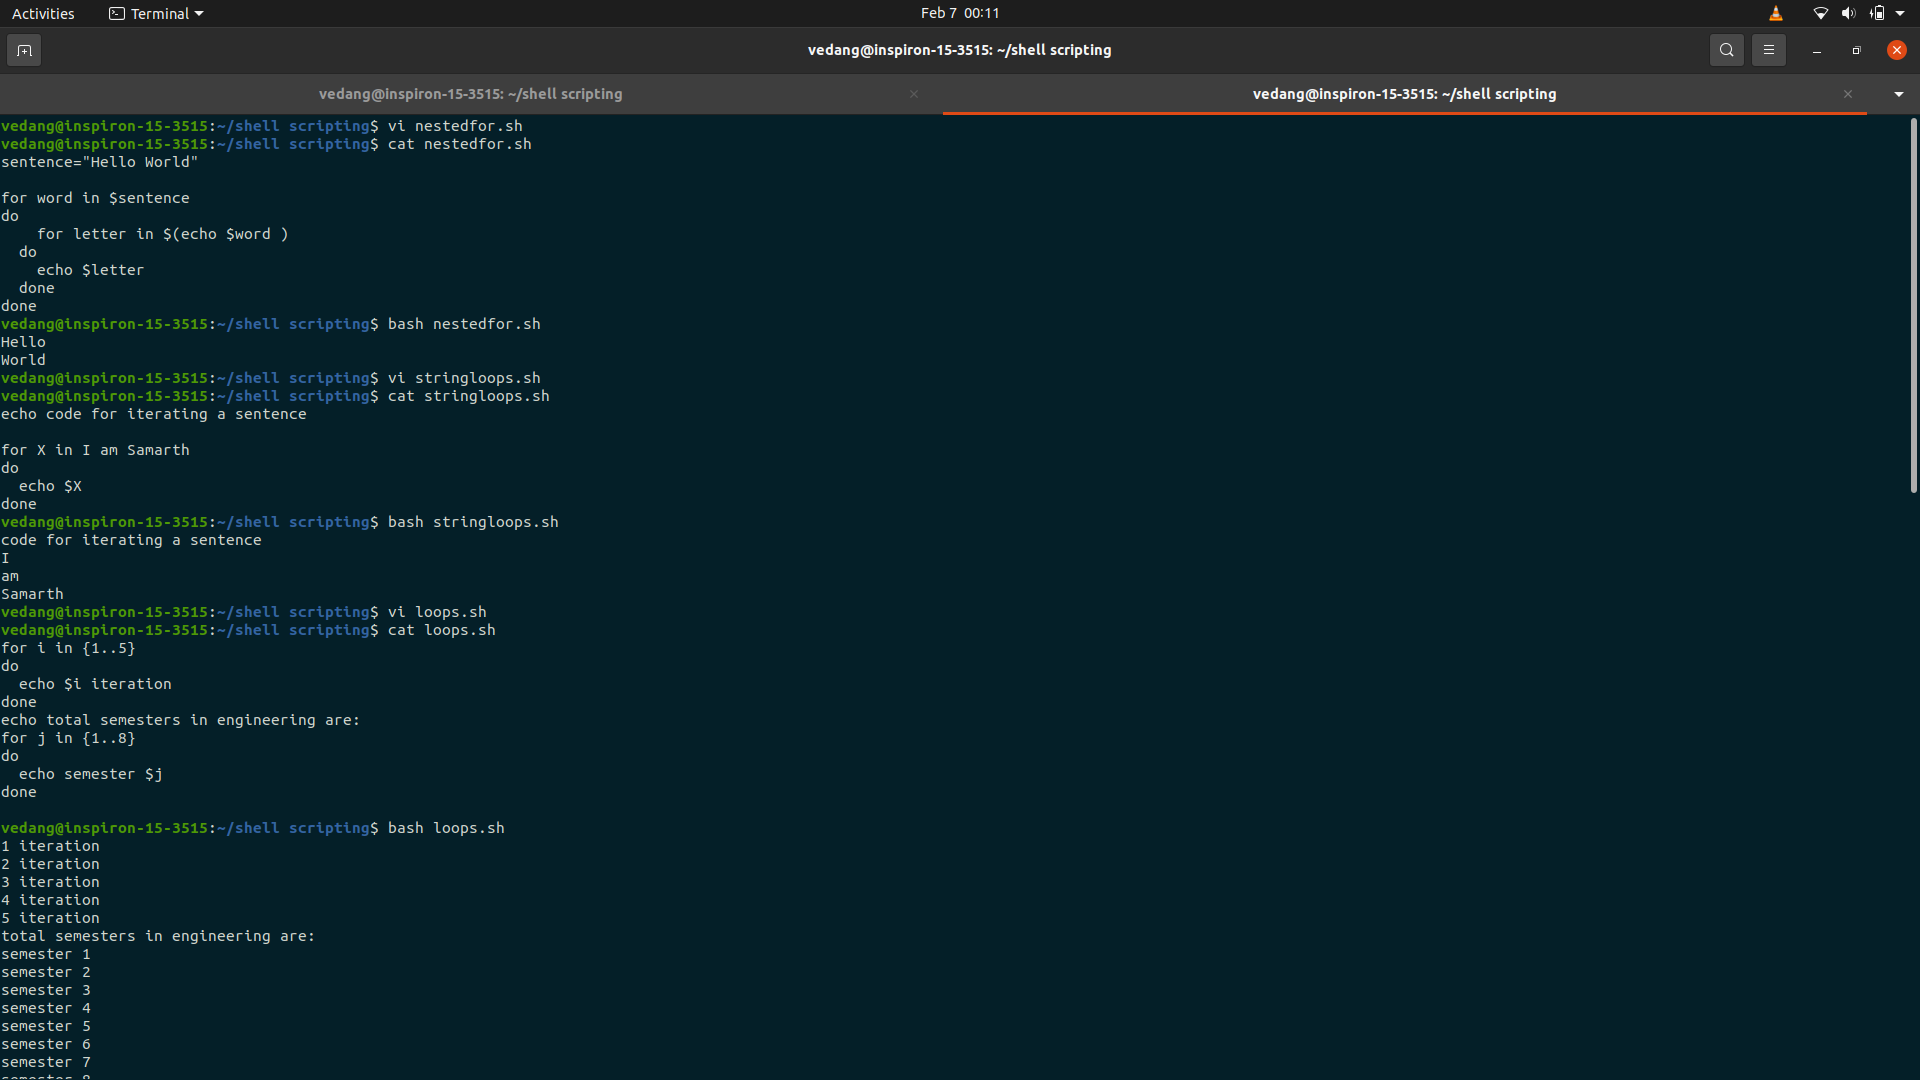 Activities Terminal Feb 7 00:11
vedang@inspiron-15-3515: ~/shell scripting
vedang@inspiron-15-3515: ~/shell scripting vedang@inspiron-15-3515: ~/shell scripting
vedang@inspiron-15-3515:~/shell scripting$ vi nestedfor.sh
vedang@inspiron-15-3515:~/shell scripting$ cat nestedfor.sh
sentence="Hello World"

for word in $sentence
do
    for letter in $(echo $word )
  do
    echo $letter
  done
done
vedang@inspiron-15-3515:~/shell scripting$ bash nestedfor.sh
Hello
World
vedang@inspiron-15-3515:~/shell scripting$ vi stringloops.sh
vedang@inspiron-15-3515:~/shell scripting$ cat stringloops.sh
echo code for iterating a sentence

for X in I am Samarth
do
  echo $X
done
vedang@inspiron-15-3515:~/shell scripting$ bash stringloops.sh
code for iterating a sentence
I
am
Samarth
vedang@inspiron-15-3515:~/shell scripting$ vi loops.sh
vedang@inspiron-15-3515:~/shell scripting$ cat loops.sh
for i in {1..5}
do
  echo $i iteration
done
echo total semesters in engineering are:
for j in {1..8}
do
  echo semester $j
done

vedang@inspiron-15-3515:~/shell scripting$ bash loops.sh
1 iteration
2 iteration
3 iteration
4 iteration
5 iteration
total semesters in engineering are:
semester 1
semester 2
semester 3
semester 4
semester 5
semester 6
semester 7
semester 8